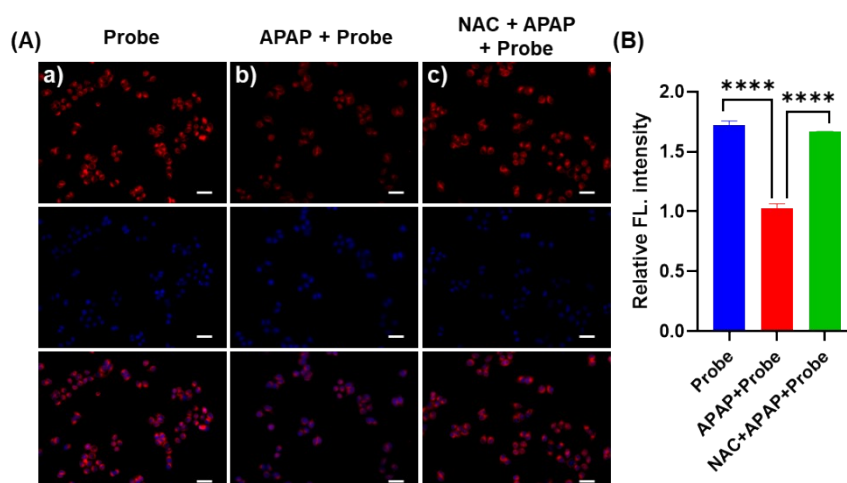 (A)
Probe
APAP + Probe
NAC + APAP
+ Probe
a)
b)
c)
(B)
****
****
Relative FL. intensity
2.0
1.5
1.0
0.5
0.0
Probe
APAP+Probe
NAC+APAP+Probe